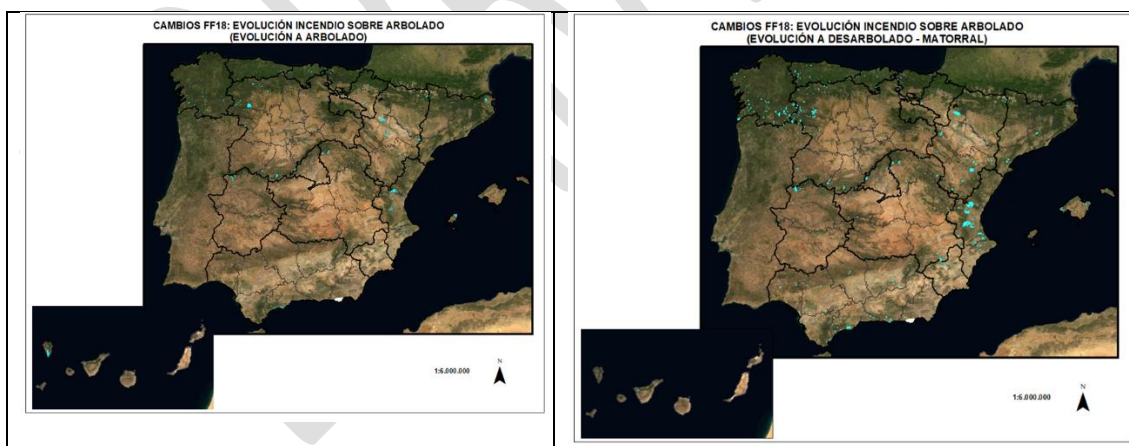 CAMBIOS FF18: EVOLUCIÓN INCENDIO SOBRE ARBOLADO
(EVOLUCIÓN A ARBOLADO)
1:6.000.000
N
CAMBIOS FF18: EVOLUCIÓN INCENDIO SOBRE ARBOLADO
(EVOLUCIÓN A DESARBOLADO - MATORRAL)
1:6.000.000
N